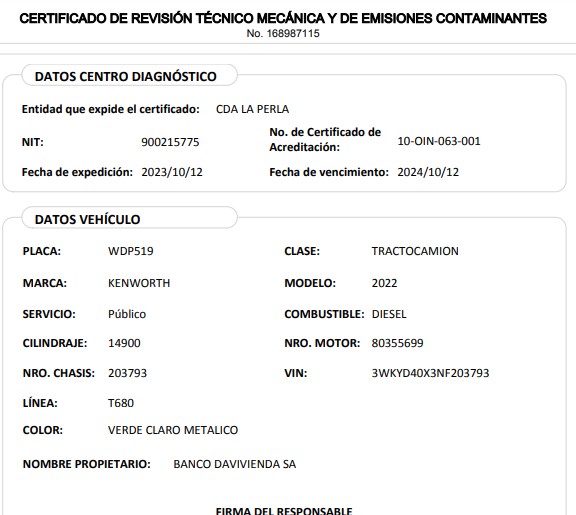 CERTIFICADO DE REVISIÓN TÉCNICO MECÁNICA Y DE EMISIONES CONTAMINANTES
No. 168987115
DATOS CENTRO DIAGNÓSTICO
Entidad que expide el certificado: CDA LA PERLA
NIT: 900215775 No. de Certificado de Acreditación: 10-OIN-063-001
Fecha de expedición: 2023/10/12 Fecha de vencimiento: 2024/10/12
DATOS VEHÍCULO
PLACA: WDP519 CLASE: TRACTOCAMION
MARCA: KENWORTH MODELO: 2022
SERVICIO: Público COMBUSTIBLE: DIESEL
CILINDRAJE: 14900 NRO. MOTOR: 80355699
NRO. CHASIS: 203793 VIN: 3WKYD40X3NF203793
LÍNEA: T680
COLOR: VERDE CLARO METALICO
NOMBRE PROPIETARIO: BANCO DAVIVIENDA SA
FIRMA DEL RESPONSABLE